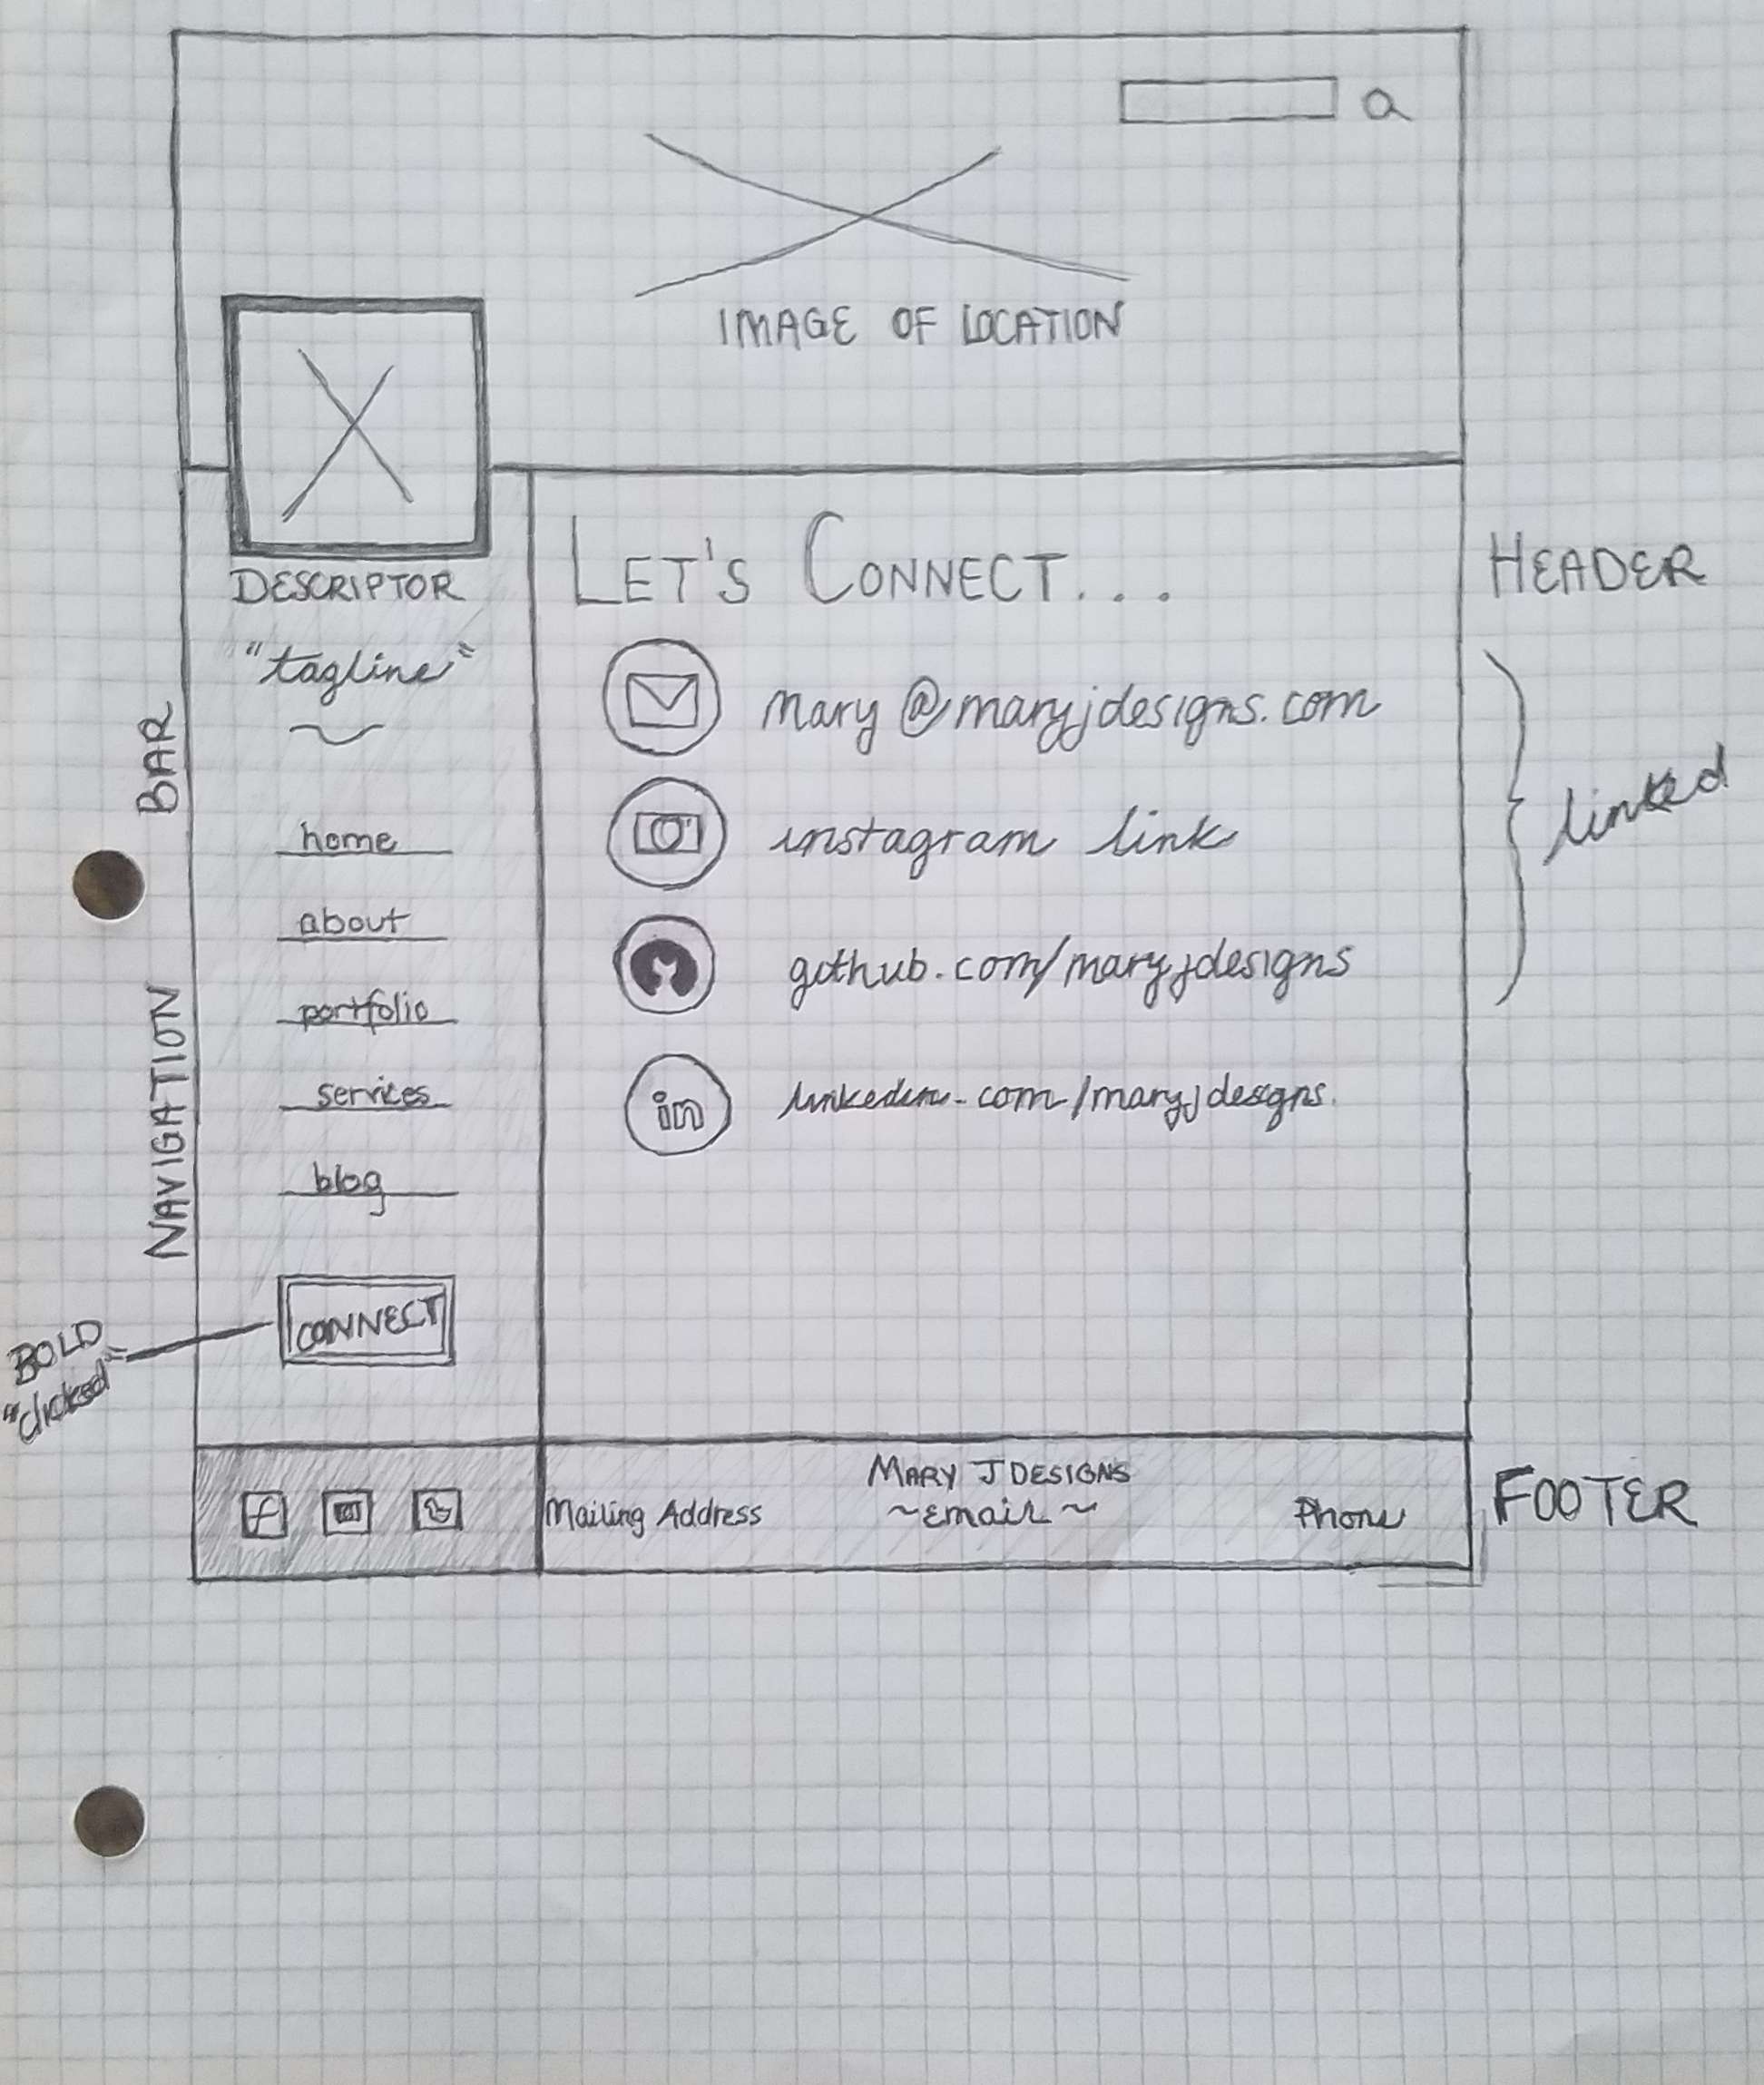 IMAGE OF LOCATION
DESCRIPTOR
"tagline"
home
about
portfolio
services
blog
CONNECT
NAVIGATION BAR
BOLD
"clicked"
LET'S CONNECT...
HEADER
mary@maryjdesigns.com
instagram link
github.com/maryjdesigns
linkedin.com/maryjdesigns.
in
linked
f
MARY J DESIGNS
Mailing Address
~Email~
Phone
FOOTER